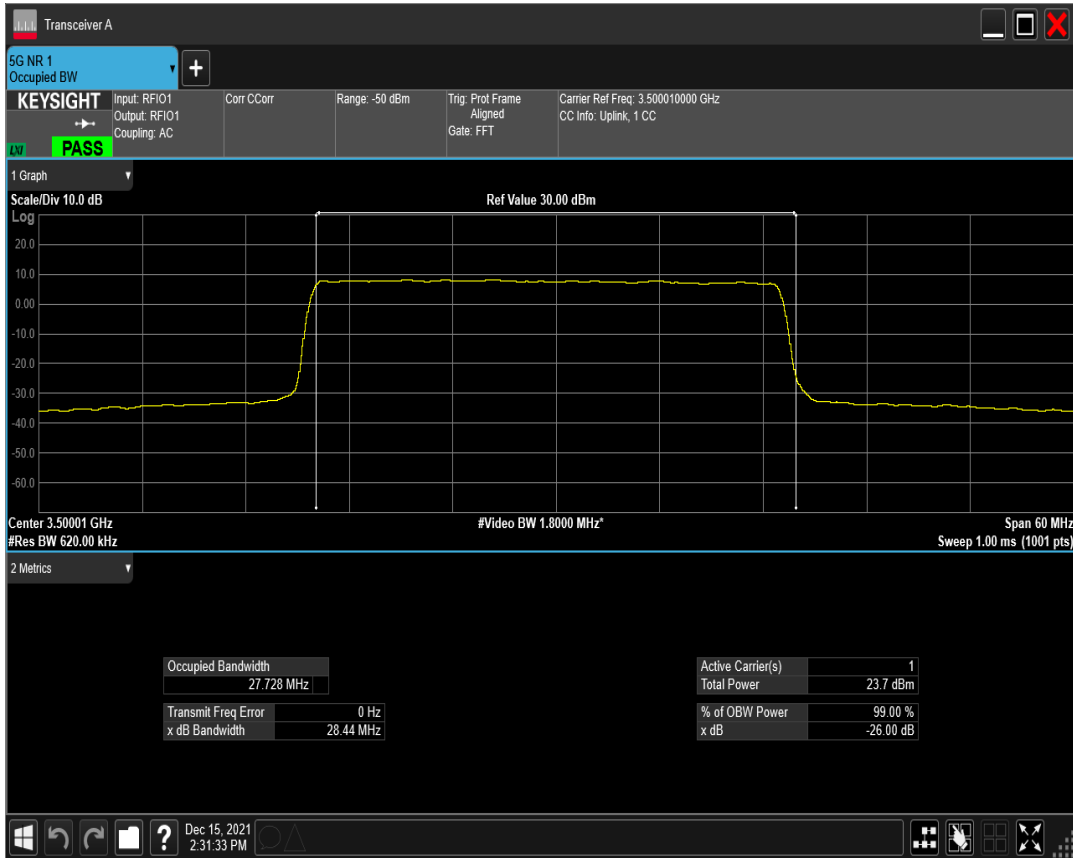 Transceiver A
5G NR 1
Occupied BW
+
KEYSIGHT
Input: RFIO1
Output: RFIO1
Coupling: AC
Corr CCorr
Range: -50 dBm
Trig: Prot Frame
Aligned
Gate: FFT
Carrier Ref Freq: 3.500010000 GHz
CC Info: Uplink, 1 CC
LXI
PASS
1 Graph
Scale/Div 10.0 dB
Ref Value 30.00 dBm
Log
20.0
10.0
0.00
-10.0
-20.0
-30.0
-40.0
-50.0
-60.0
Center 3.50001 GHz
#Video BW 1.8000 MHz*
Span 60 MHz
#Res BW 620.00 kHz
Sweep 1.00 ms (1001 pts)
2 Metrics
Occupied Bandwidth
27.728 MHz
Transmit Freq Error 0 Hz
x dB Bandwidth 28.44 MHz
Active Carrier(s) 1
Total Power 23.7 dBm
% of OBW Power 99.00 %
x dB -26.00 dB
?
Dec 15, 2021
2:31:33 PM